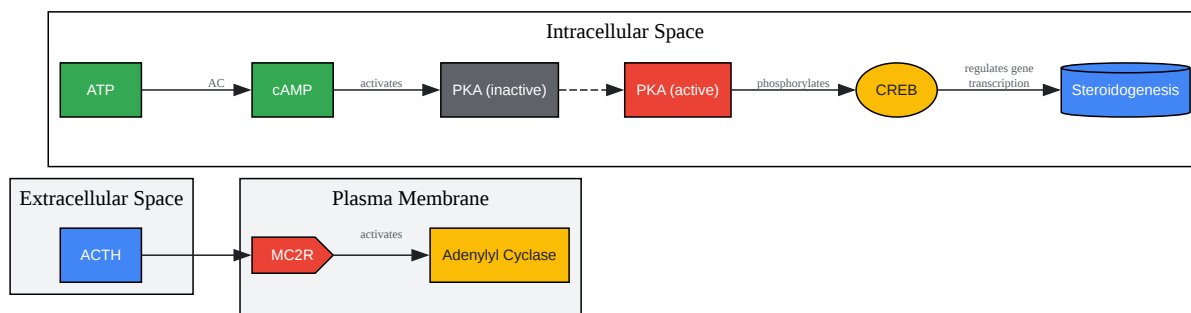 Intracellular Space
ATP
AC
cAMP
activates
PKA (inactive)
PKA (active)
phosphorylates
CREB
regulates gene
transcription
Steroidogenesis
Extracellular Space
ACTH
Plasma Membrane
MC2R
activates
Adenylyl Cyclase